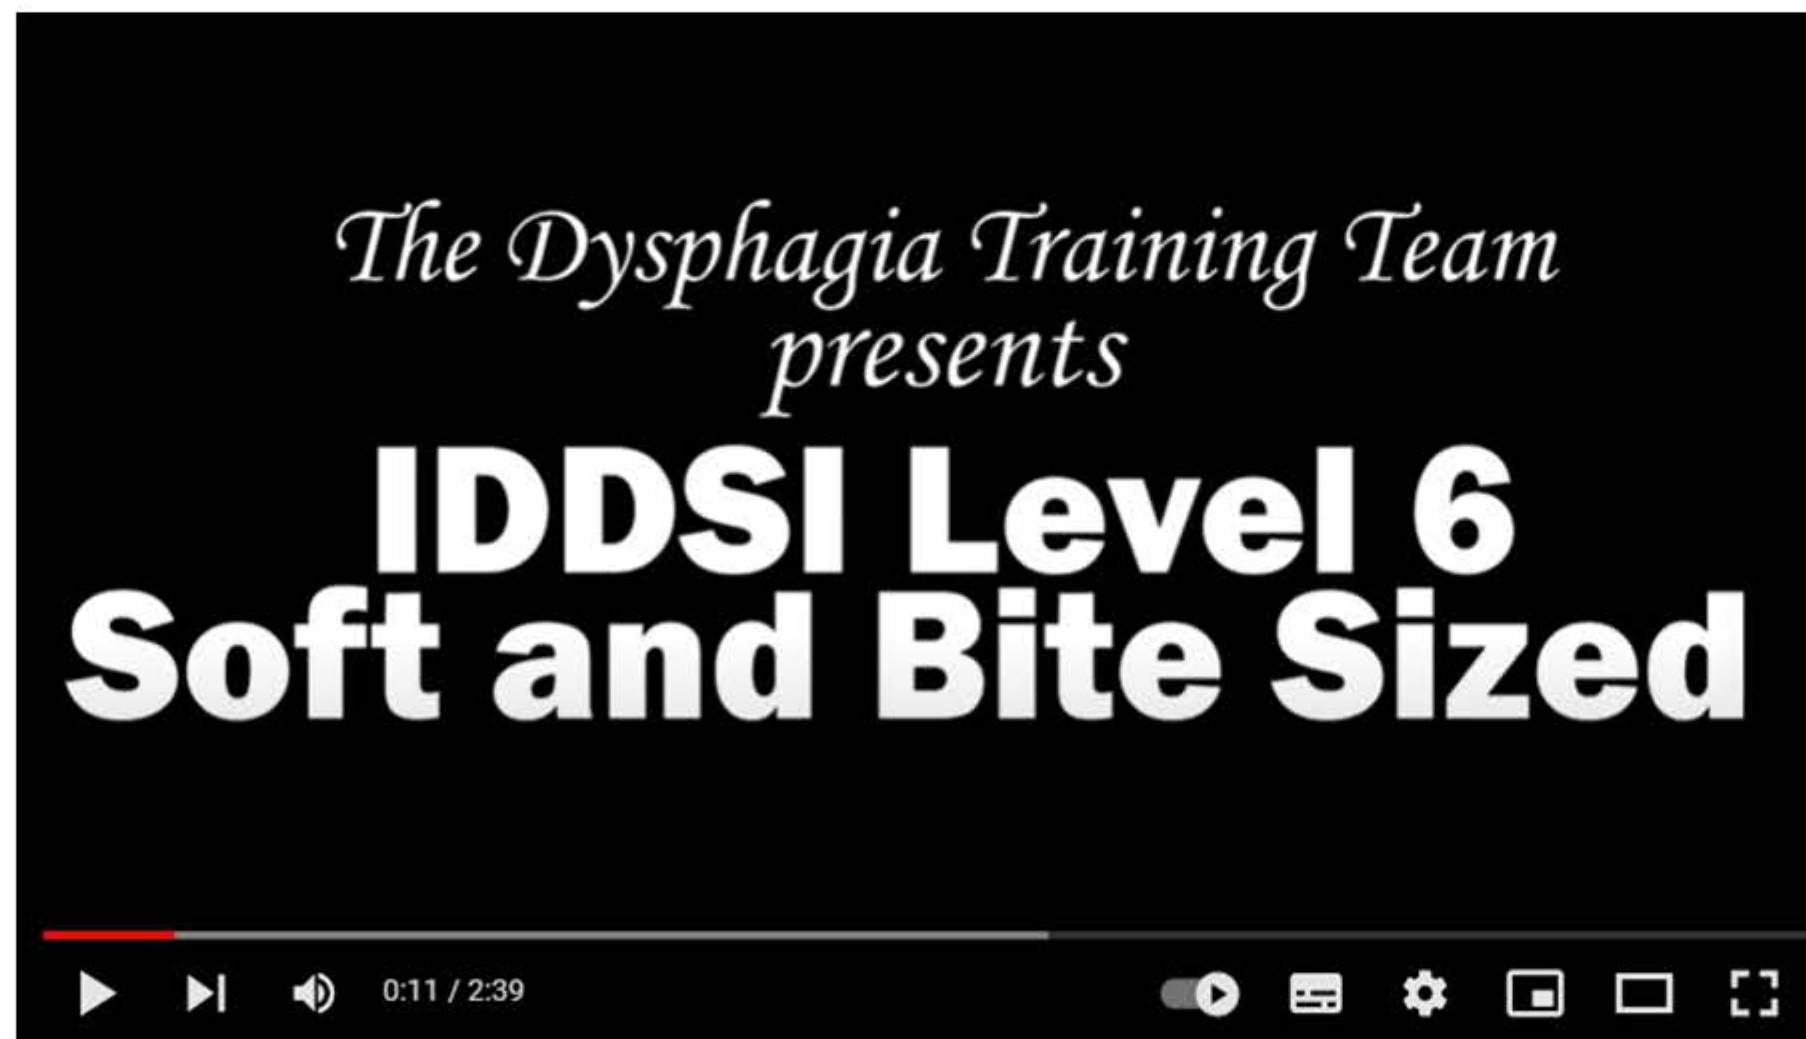 The Dysphagia Training Team
presents
IDDSI Level 6
Soft and Bite Sized
0:11 / 2:39